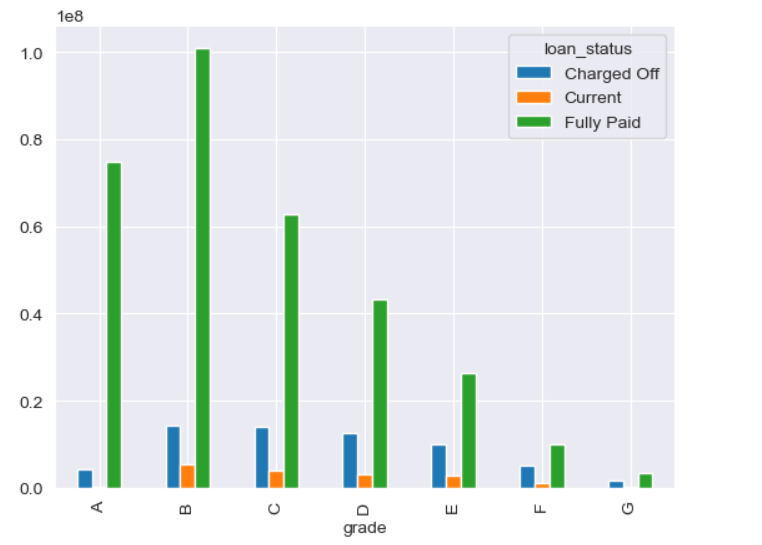 1e8
loan_status
Charged Off
Current
Fully Paid
1.0
0.8
0.6
0.4
0.2
0.0
A B C D E F G
grade